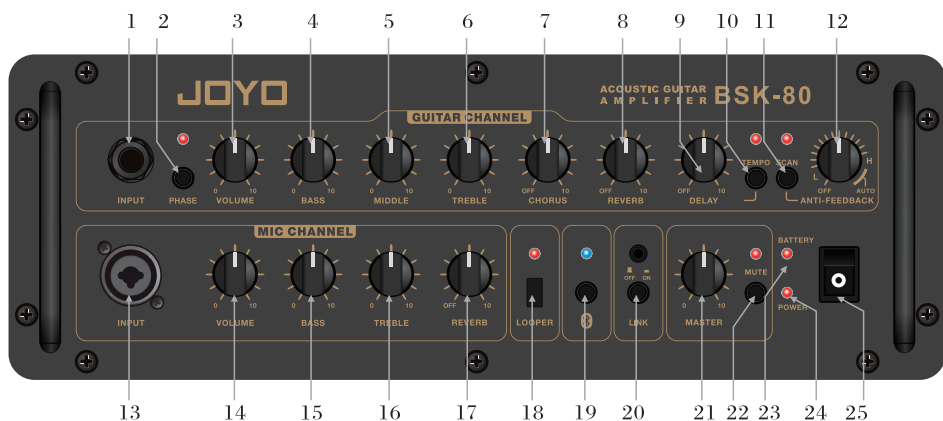 1 2 3 4 5 6 7 8 9 10 11 12
JOYO
ACOUSTIC GUITAR
AMPLIFIER BSK-80
GUITAR CHANNEL
TEMPO SCAN L H
0 10 0 10 0 10 0 10 OFF 10 OFF 10 OFF 10 OFF AUTO
INPUT PHASE VOLUME BASS MIDDLE TREBLE CHORUS REVERB DELAY ANTI-FEEDBACK
MIC CHANNEL
BATTERY
OFF ON MUTE
0 10 0 10 0 10 OFF 10 0 10
POWER
INPUT VOLUME BASS TREBLE REVERB LOOPER LINK MASTER
13 14 15 16 17 18 19 20 21 22 23 24 25